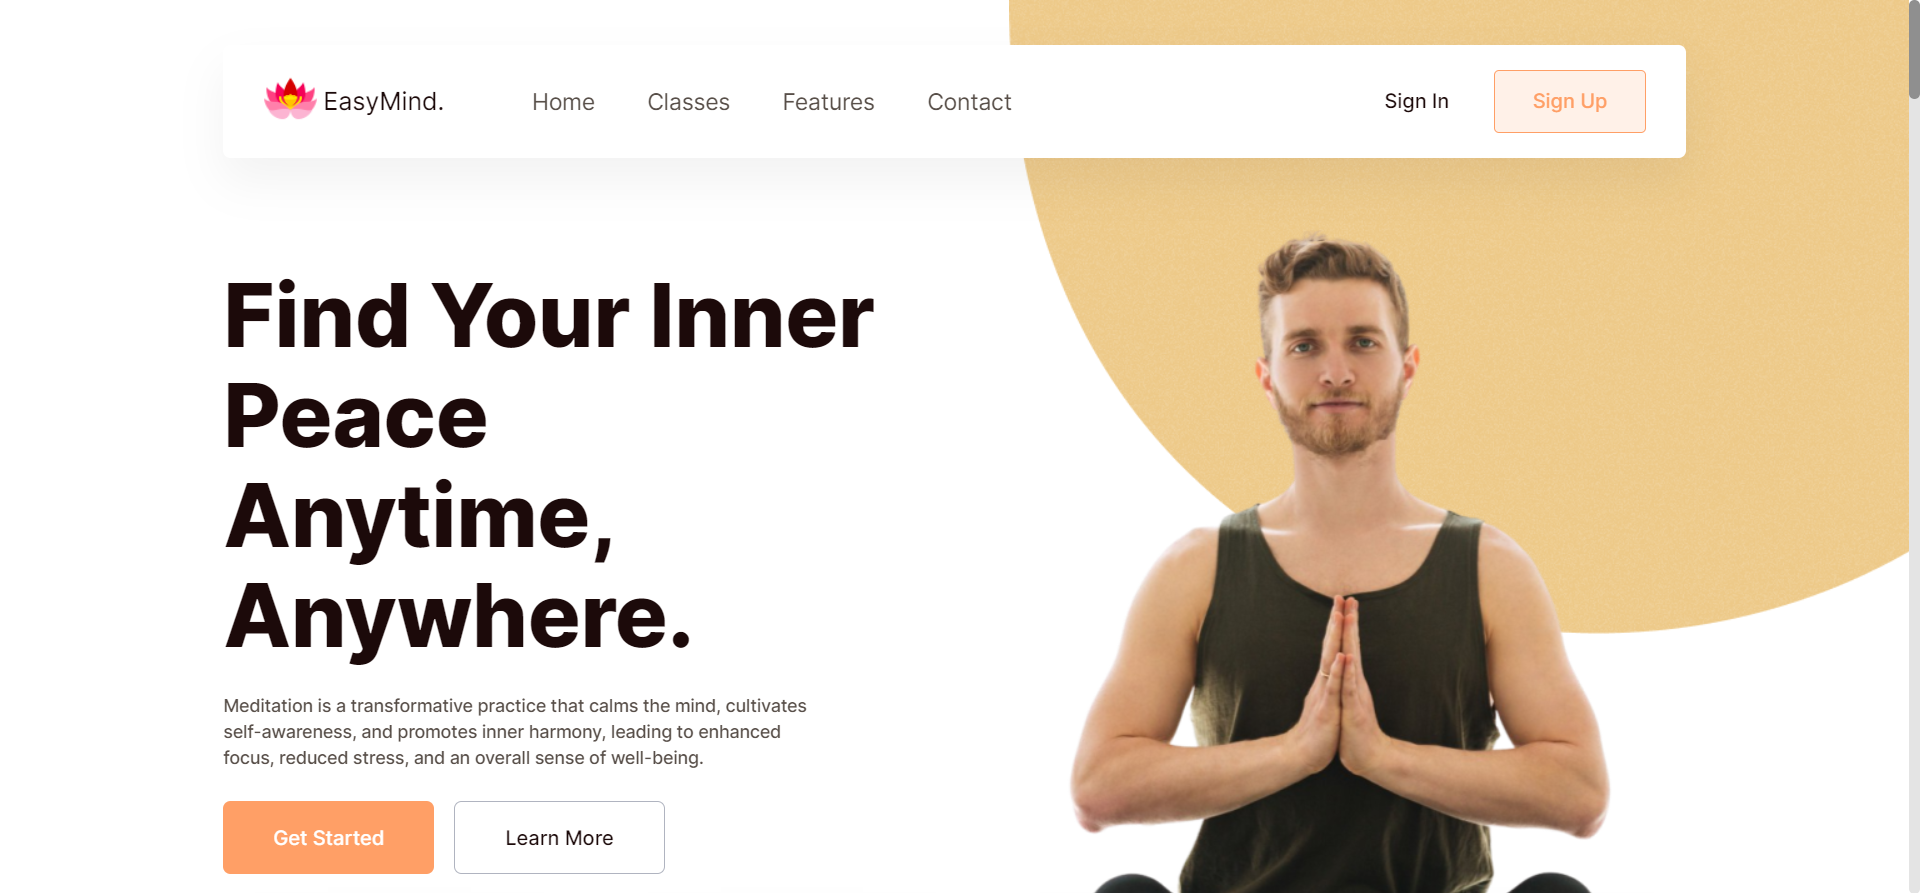 EasyMind.
Home
Classes
Features
Contact
Sign In
Sign Up
Find Your Inner
Peace
Anytime,
Anywhere.
Meditation is a transformative practice that calms the mind, cultivates
self-awareness, and promotes inner harmony, leading to enhanced
focus, reduced stress, and an overall sense of well-being.
Get Started
Learn More